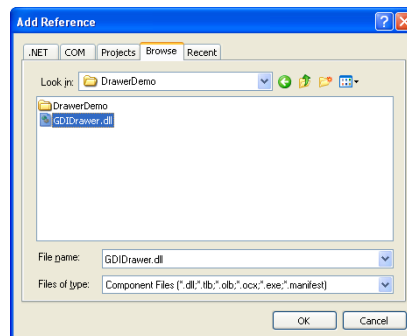 Add Reference
.NET COM Projects Browse Recent
Look in: DrawerDemo
DrawerDemo
GDIDrawer.dll
File name: GDIDrawer.dll
Files of type: Component Files (*.dll;*.tlb;*.olb;*.ocx;*.exe;*.manifest)
OK Cancel